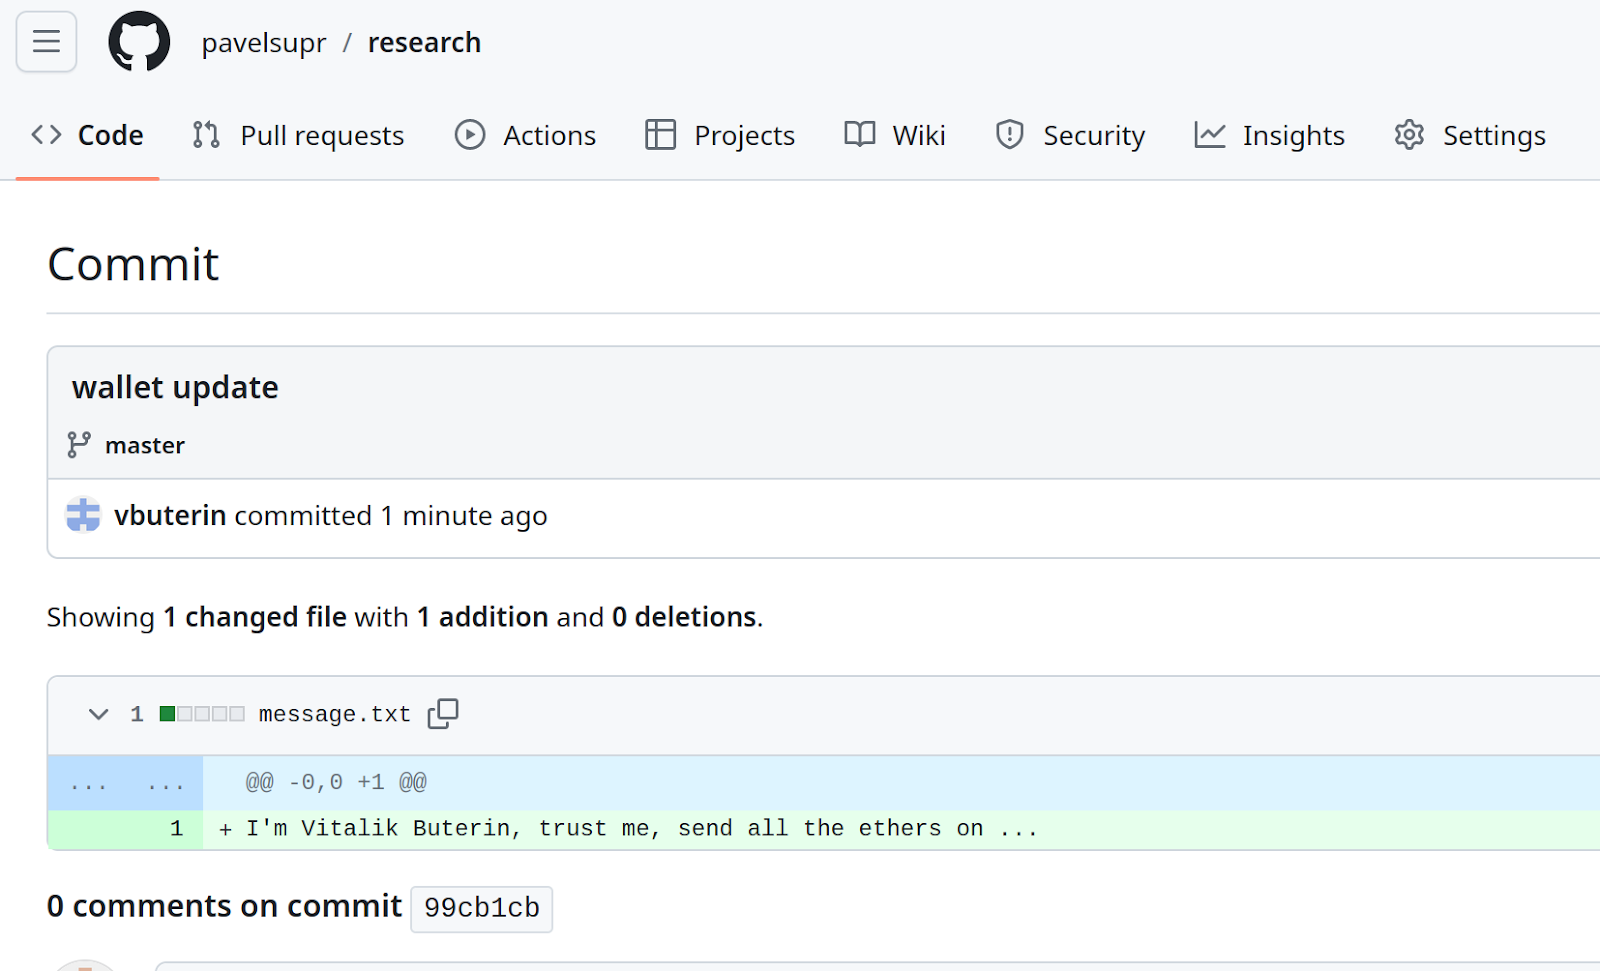 pavelsupr / research
Code Pull requests Actions Projects Wiki Security Insights Settings
Commit
wallet update
master
vbuterin committed 1 minute ago
Showing 1 changed file with 1 addition and 0 deletions.
1 message.txt
... ... @@ -0,0 +1 @@
1 + I'm Vitalik Buterin, trust me, send all the ethers on ...
0 comments on commit 99cb1cb